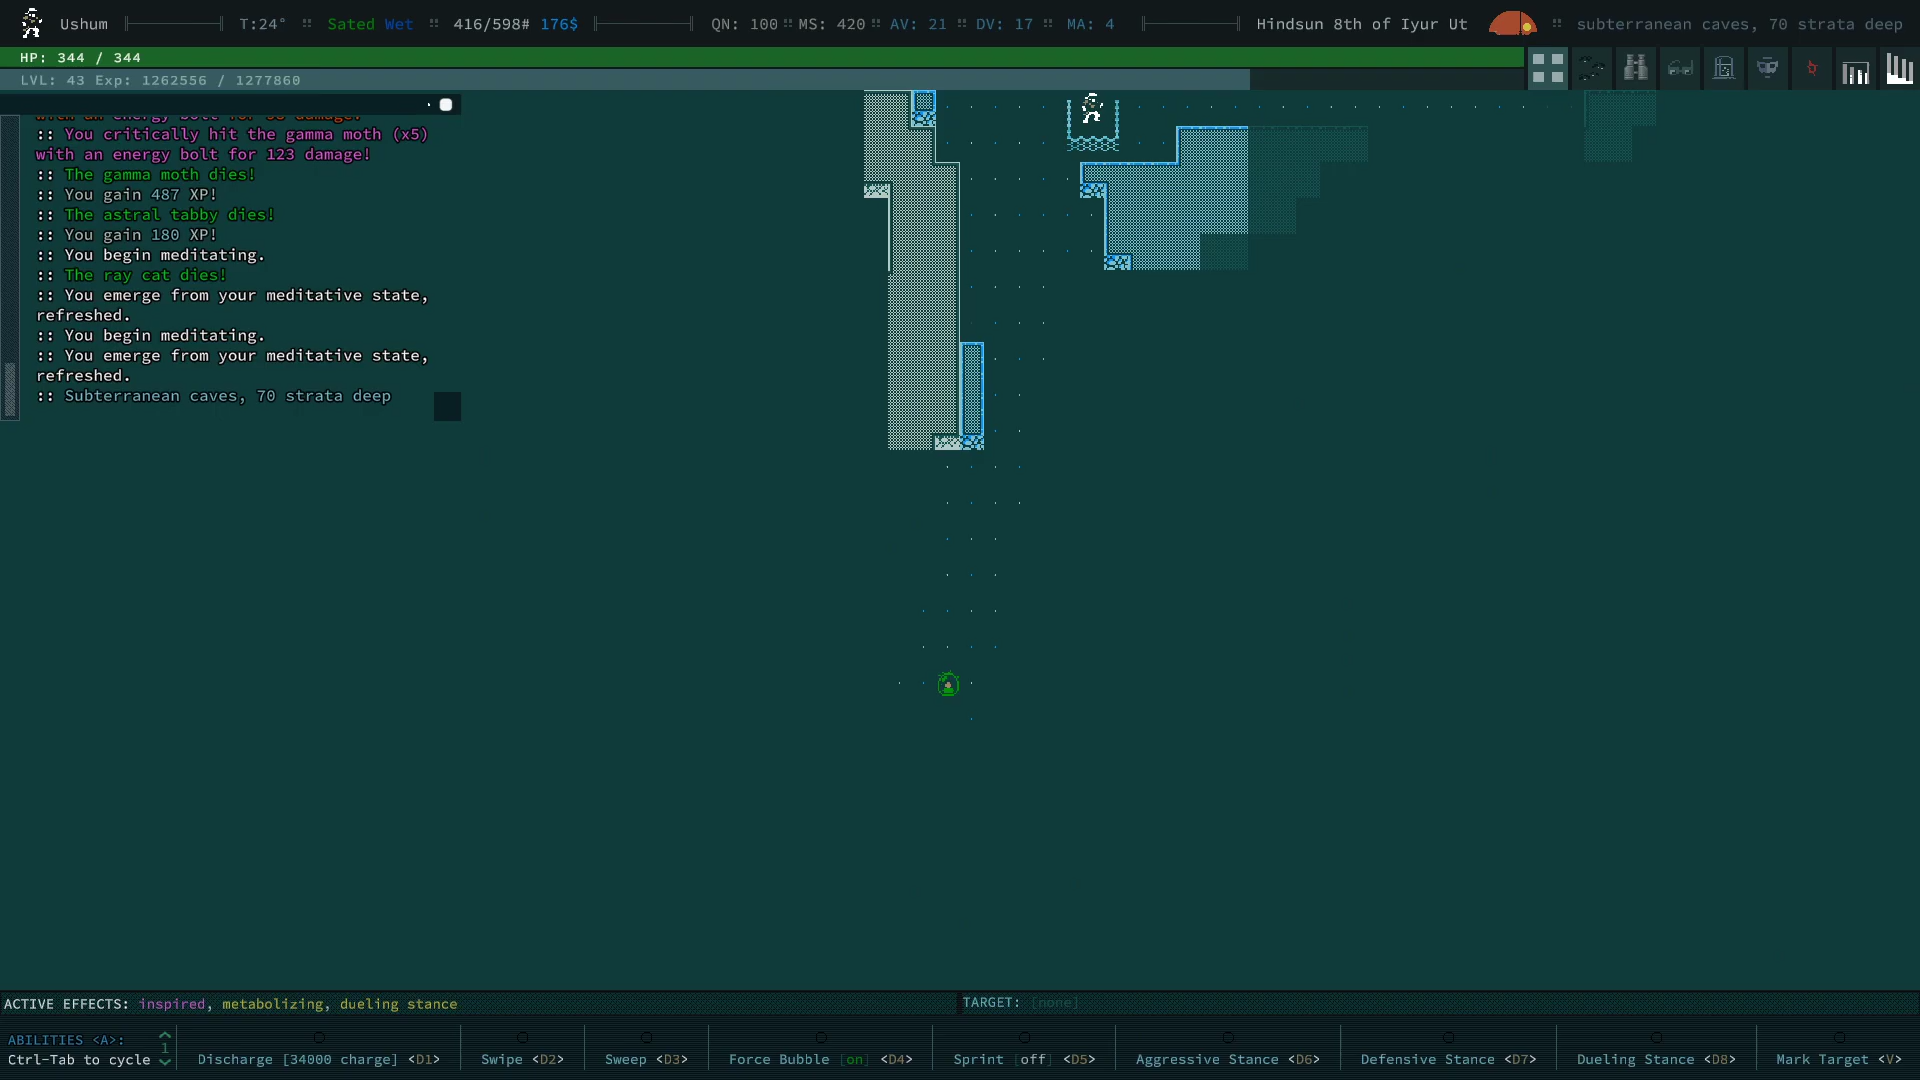 Ushum T:24° Sated Wet 416/598# 176$ QN: 100 MS: 420 AV: 21 DV: 17 MA: 4 Hindsun 8th of Iyur Ut subterranean caves, 70 strata deep
HP: 344 / 344
LVL: 43 Exp: 1262556 / 1277860
:: You critically hit the gamma moth (x5)
with an energy bolt for 123 damage!
:: The gamma moth dies!
:: You gain 487 XP!
:: The astral tabby dies!
:: You gain 180 XP!
:: You begin meditating.
:: The ray cat dies!
:: You emerge from your meditative state,
refreshed.
:: You begin meditating.
:: You emerge from your meditative state,
refreshed.
:: Subterranean caves, 70 strata deep
ACTIVE EFFECTS: inspired, metabolizing, dueling stance
TARGET: [none]
ABILITIES <A>:
Ctrl-Tab to cycle
1
Discharge [34000 charge] <D1>
Swipe <D2>
Sweep <D3>
Force Bubble [on] <D4>
Sprint [off] <D5>
Aggressive Stance <D6>
Defensive Stance <D7>
Dueling Stance <D8>
Mark Target <V>